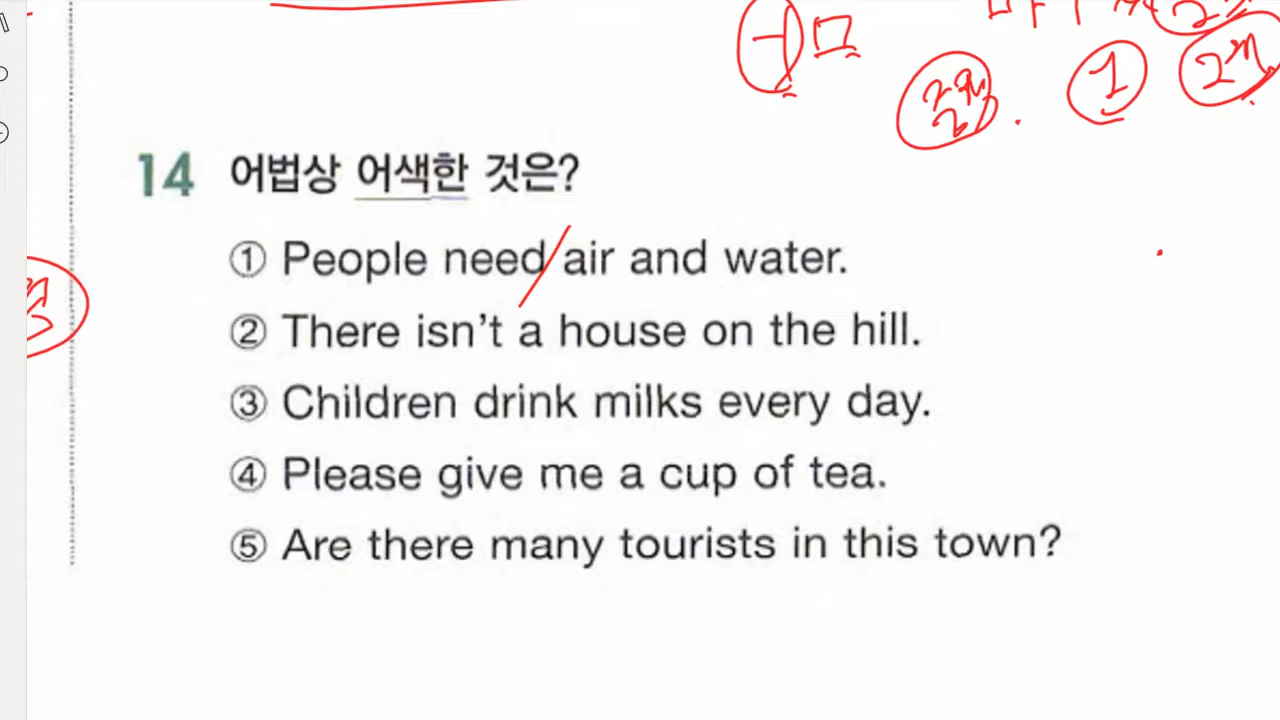 14 어법상 어색한 것은?
① People need air and water.
② There isn't a house on the hill.
③ Children drink milks every day.
④ Please give me a cup of tea.
⑤ Are there many tourists in this town?